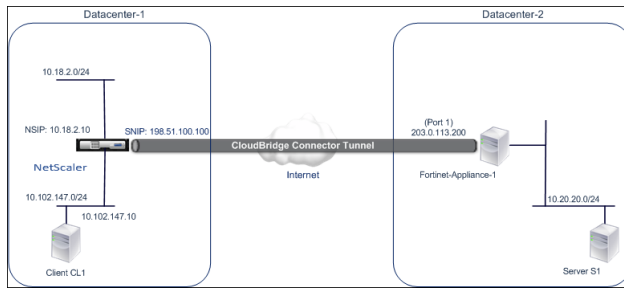 Datacenter-1
Datacenter-2
10.18.2.0/24
NSIP: 10.18.2.10
SNIP: 198.51.100.100
NetScaler
CloudBridge Connector Tunnel
Internet
(Port 1)
203.0.113.200
Fortinet-Appliance-1
10.102.147.0/24
10.102.147.10
Client CL1
10.20.20.0/24
Server S1